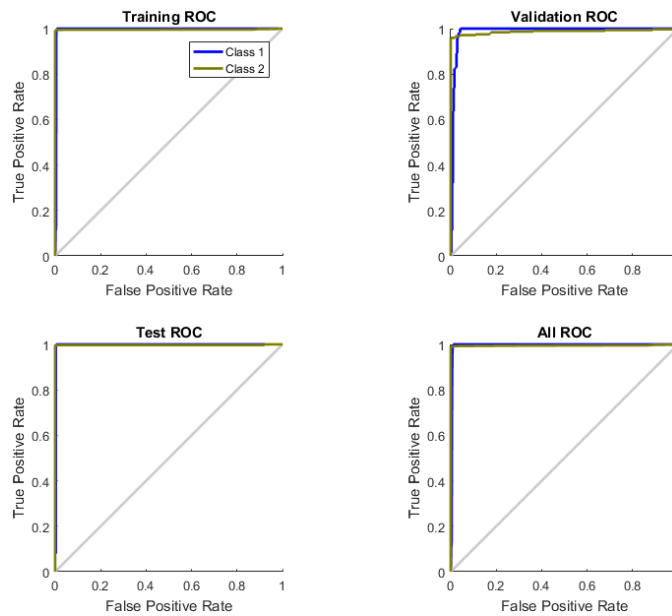 Training ROC
1
0.8
0.6
0.4
0.2
0
True Positive Rate
Class 1
Class 2
0 0.2 0.4 0.6 0.8 1
False Positive Rate
Validation ROC
1
0.8
0.6
0.4
0.2
0
True Positive Rate
0 0.2 0.4 0.6 0.8
False Positive Rate
Test ROC
1
0.8
0.6
0.4
0.2
0
True Positive Rate
0 0.2 0.4 0.6 0.8 1
False Positive Rate
All ROC
1
0.8
0.6
0.4
0.2
0
True Positive Rate
0 0.2 0.4 0.6 0.8
False Positive Rate